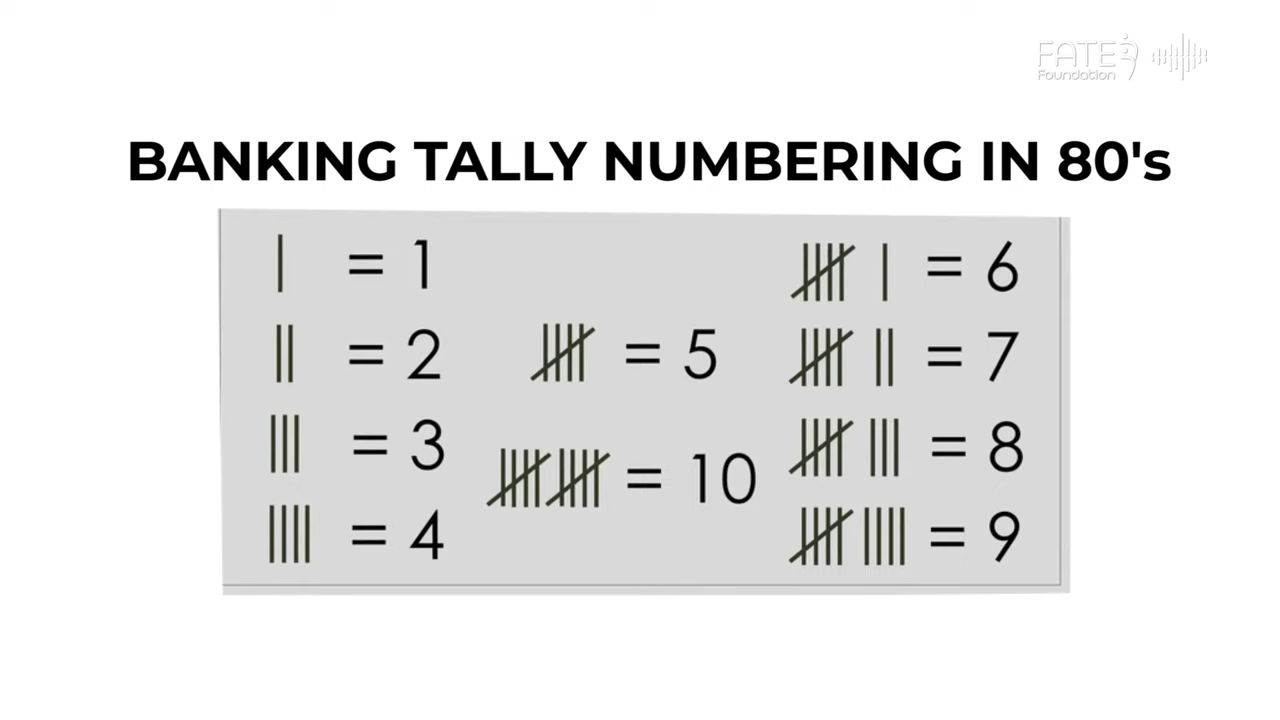 FATE
Foundation
BANKING TALLY NUMBERING IN 80's
| = 1
|| = 2
||| = 3
|||| = 4
~~||||~~ = 5
~~||||~~ ~~||||~~ = 10
~~||||~~ | = 6
~~||||~~ || = 7
~~||||~~ ||| = 8
~~||||~~ |||| = 9